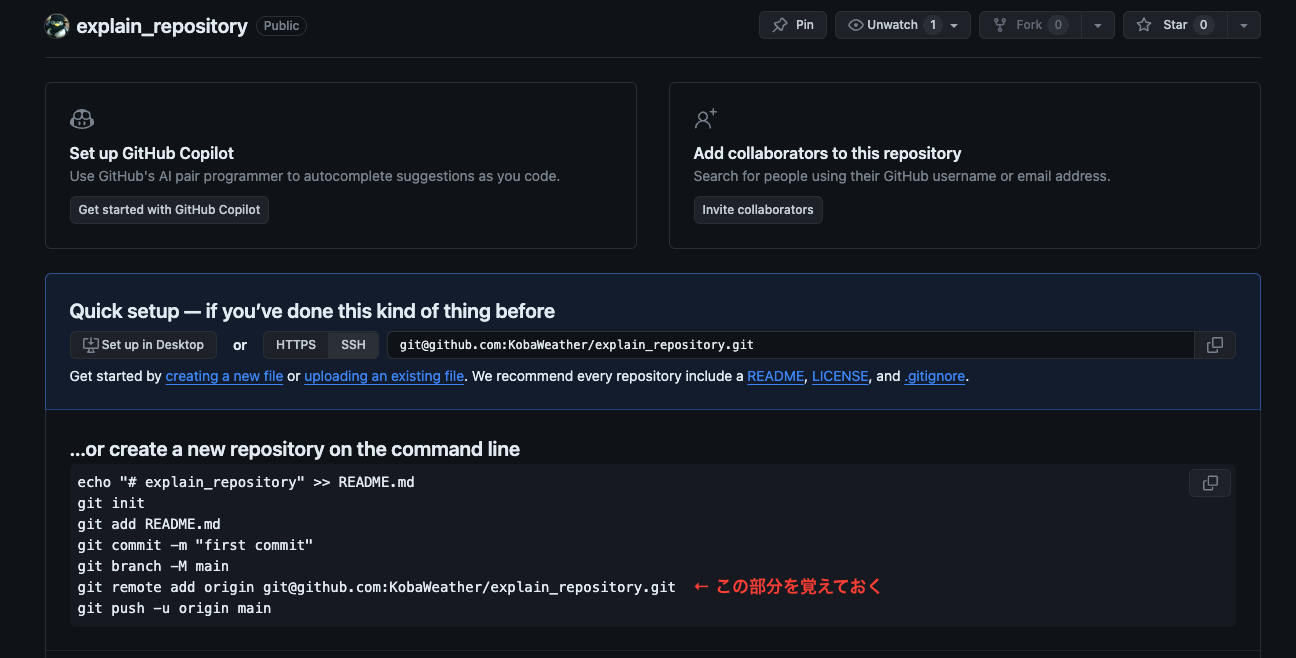 explain_repository Public Pin Unwatch 1 Fork 0 Star 0
Set up GitHub Copilot
Use GitHub's AI pair programmer to autocomplete suggestions as you code.
Get started with GitHub Copilot
Add collaborators to this repository
Search for people using their GitHub username or email address.
Invite collaborators
Quick setup — if you’ve done this kind of thing before
Set up in Desktop or HTTPS SSH git@github.com:KobaWeather/explain_repository.git
Get started by creating a new file or uploading an existing file. We recommend every repository include a README, LICENSE, and .gitignore.
…or create a new repository on the command line
echo "# explain_repository" >> README.md
git init
git add README.md
git commit -m "first commit"
git branch -M main
git remote add origin git@github.com:KobaWeather/explain_repository.git ← この部分を覚えておく
git push -u origin main